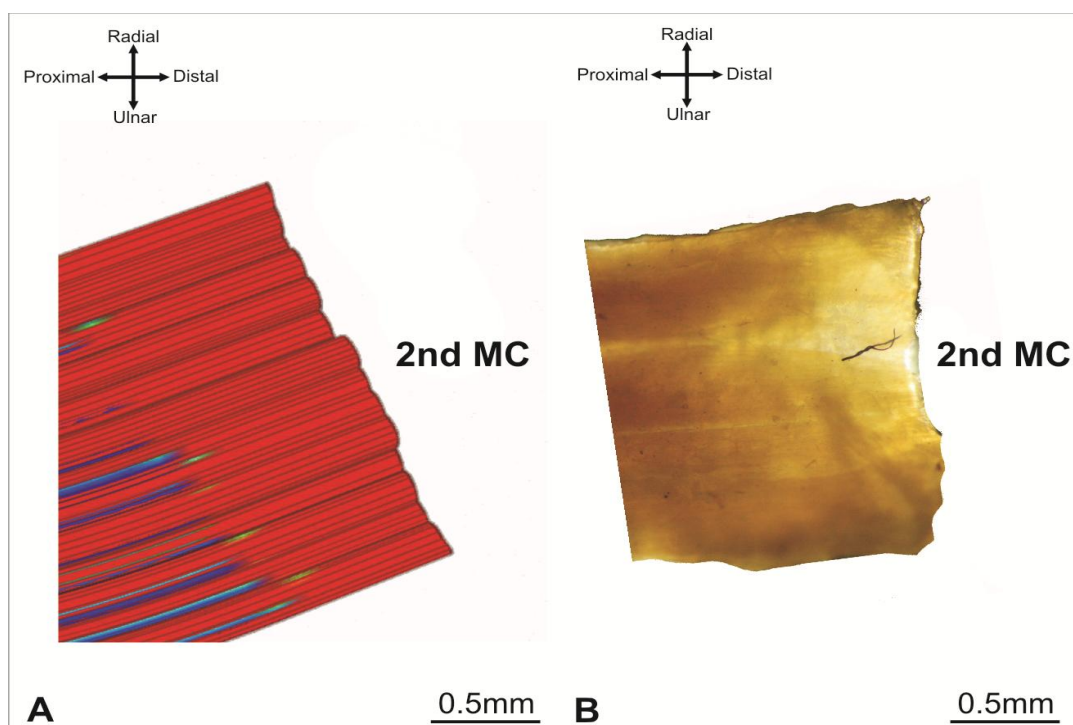 Radial
Proximal Distal
Ulnar
2nd MC
0.5mm
A
Radial
Proximal Distal
Ulnar
2nd MC
0.5mm
B